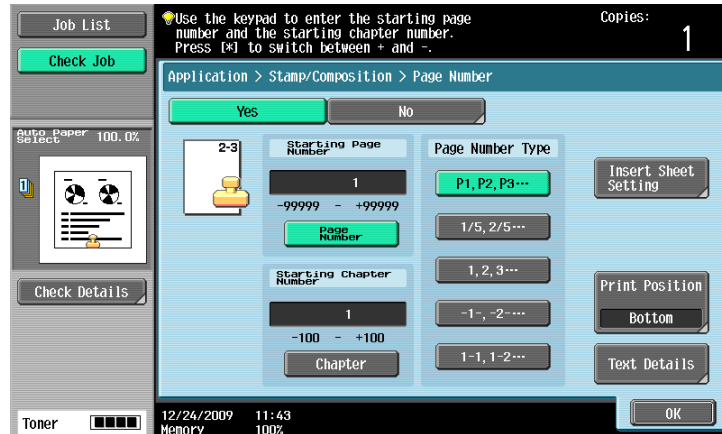 Job List
Check Job
Use the keypad to enter the starting page
number and the starting chapter number.
Press [*] to switch between + and -.
Copies:
1
Application > Stamp/Composition > Page Number
Yes
No
Auto Paper
Select
100.0%
1
2-3
Starting Page
Number
1
-99999 - +99999
Page
Number
Starting Chapter
Number
1
-100 - +100
Chapter
Page Number Type
P1,P2,P3···
1/5,2/5···
1,2,3···
-1-,-2-···
1-1,1-2···
Insert Sheet
Setting
Print Position
Bottom
Text Details
Check Details
Toner
12/24/2009 11:43
Memory 100%
OK